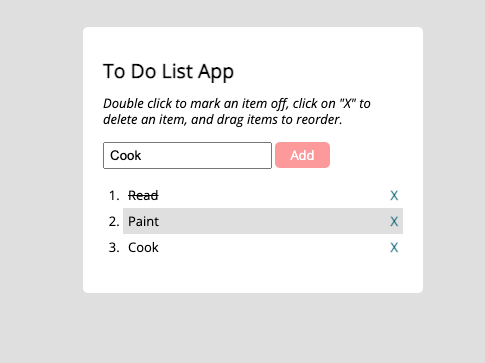 To Do List App
Double click to mark an item off, click on "X" to
delete an item, and drag items to reorder.
Cook Add
1. Read X
2. Paint X
3. Cook X